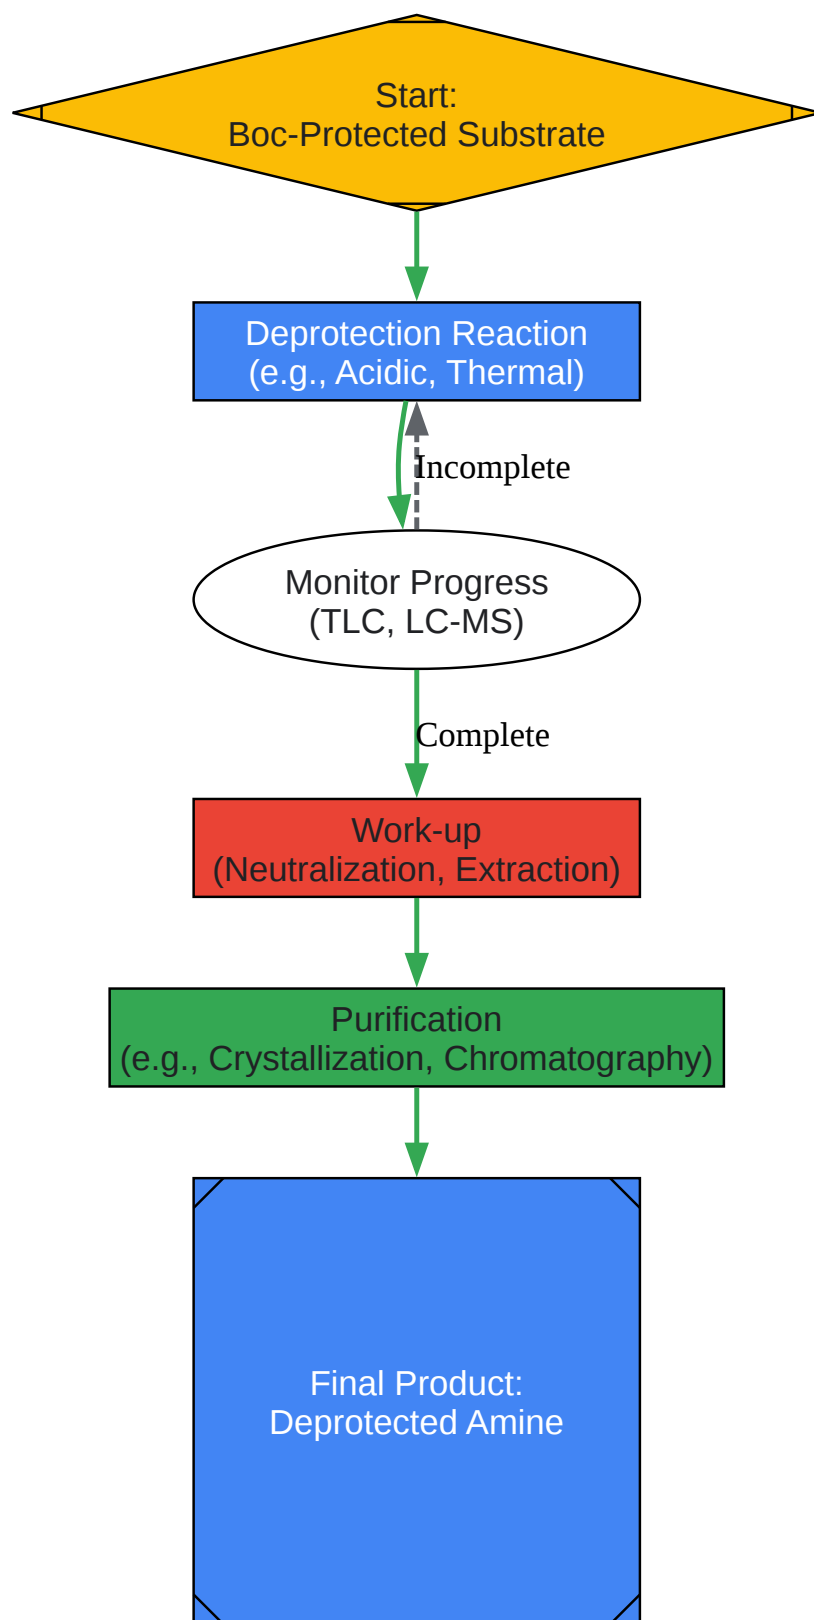 Start:
Boc-Protected Substrate
Deprotection Reaction
(e.g., Acidic, Thermal)
Incomplete
Monitor Progress
(TLC, LC-MS)
Complete
Work-up
(Neutralization, Extraction)
Purification
(e.g., Crystallization, Chromatography)
Final Product:
Deprotected Amine